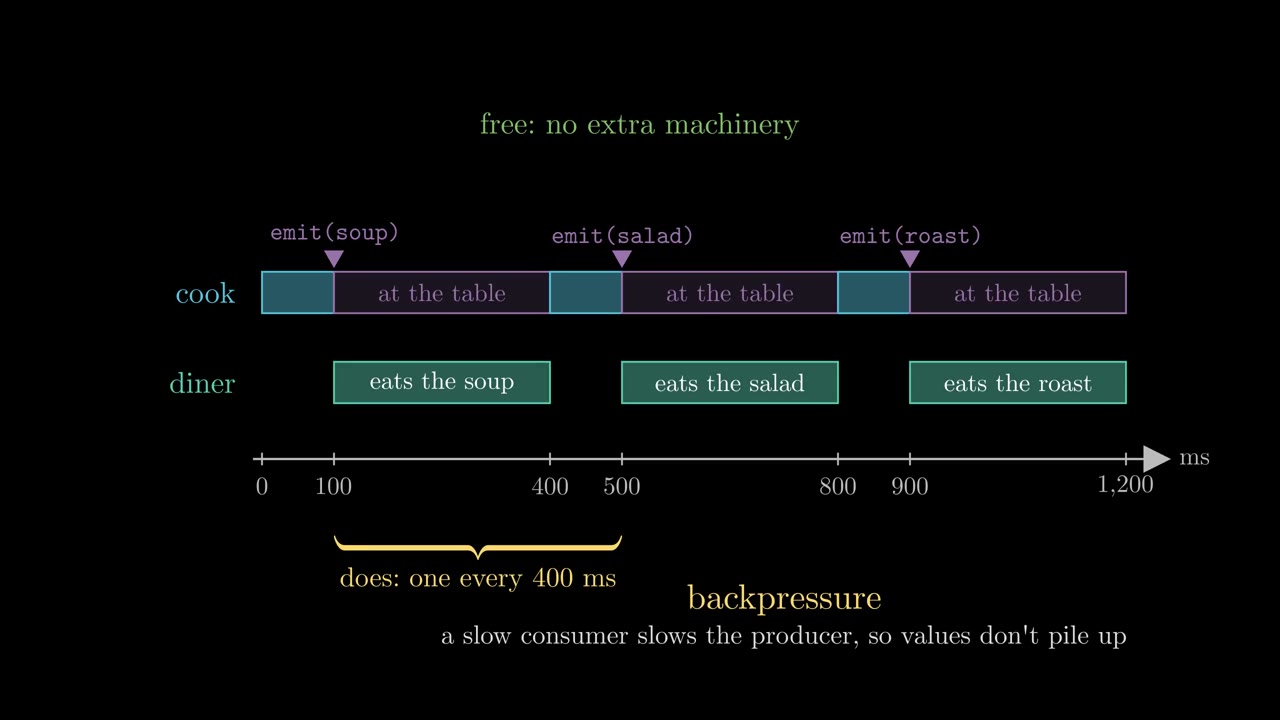 free: no extra machinery
emit(soup)
emit(salad)
emit(roast)
cook
at the table
at the table
at the table
diner
eats the soup
eats the salad
eats the roast
ms
0
100
400
500
800
900
1,200
does: one every 400 ms
backpressure
a slow consumer slows the producer, so values don't pile up